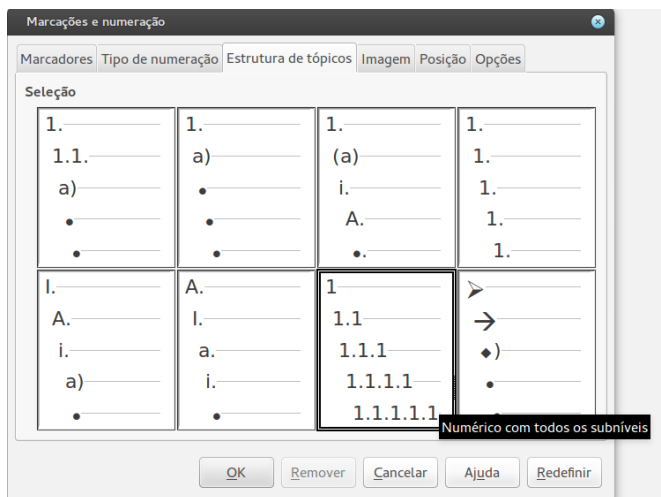 Marcações e numeração
Marcadores Tipo de numeração Estrutura de tópicos Imagem Posição Opções
Seleção
1. 1. 1. 1.
1.1. a) (a) 1.
a) • i. 1.
• • A. 1.
• • •. 1.
I. A. 1 ➢
A. I. 1.1 →
i. a. 1.1.1 ◆)
a) i. 1.1.1.1 •
• • 1.1.1.1.1 •
Numérico com todos os subníveis
OK Remover Cancelar Ajuda Redefinir